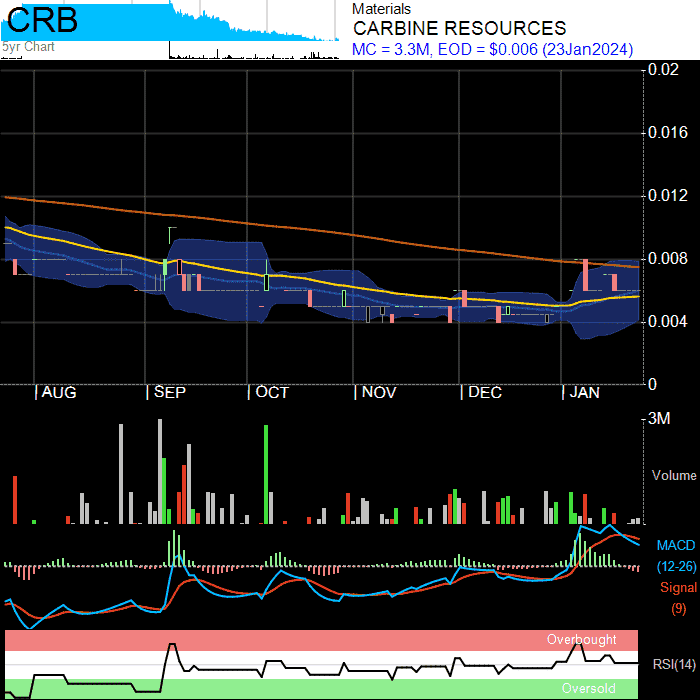 CRB
5yr Chart
Materials
CARBINE RESOURCES
MC = 3.3M, EOD = $0.006 (23Jan2024)
0.02
0.016
0.012
0.008
0.004
0
AUG
SEP
OCT
NOV
DEC
JAN
3M
Volume
MACD
(12-26)
Signal
(9)
Overbought
RSI(14)
Oversold